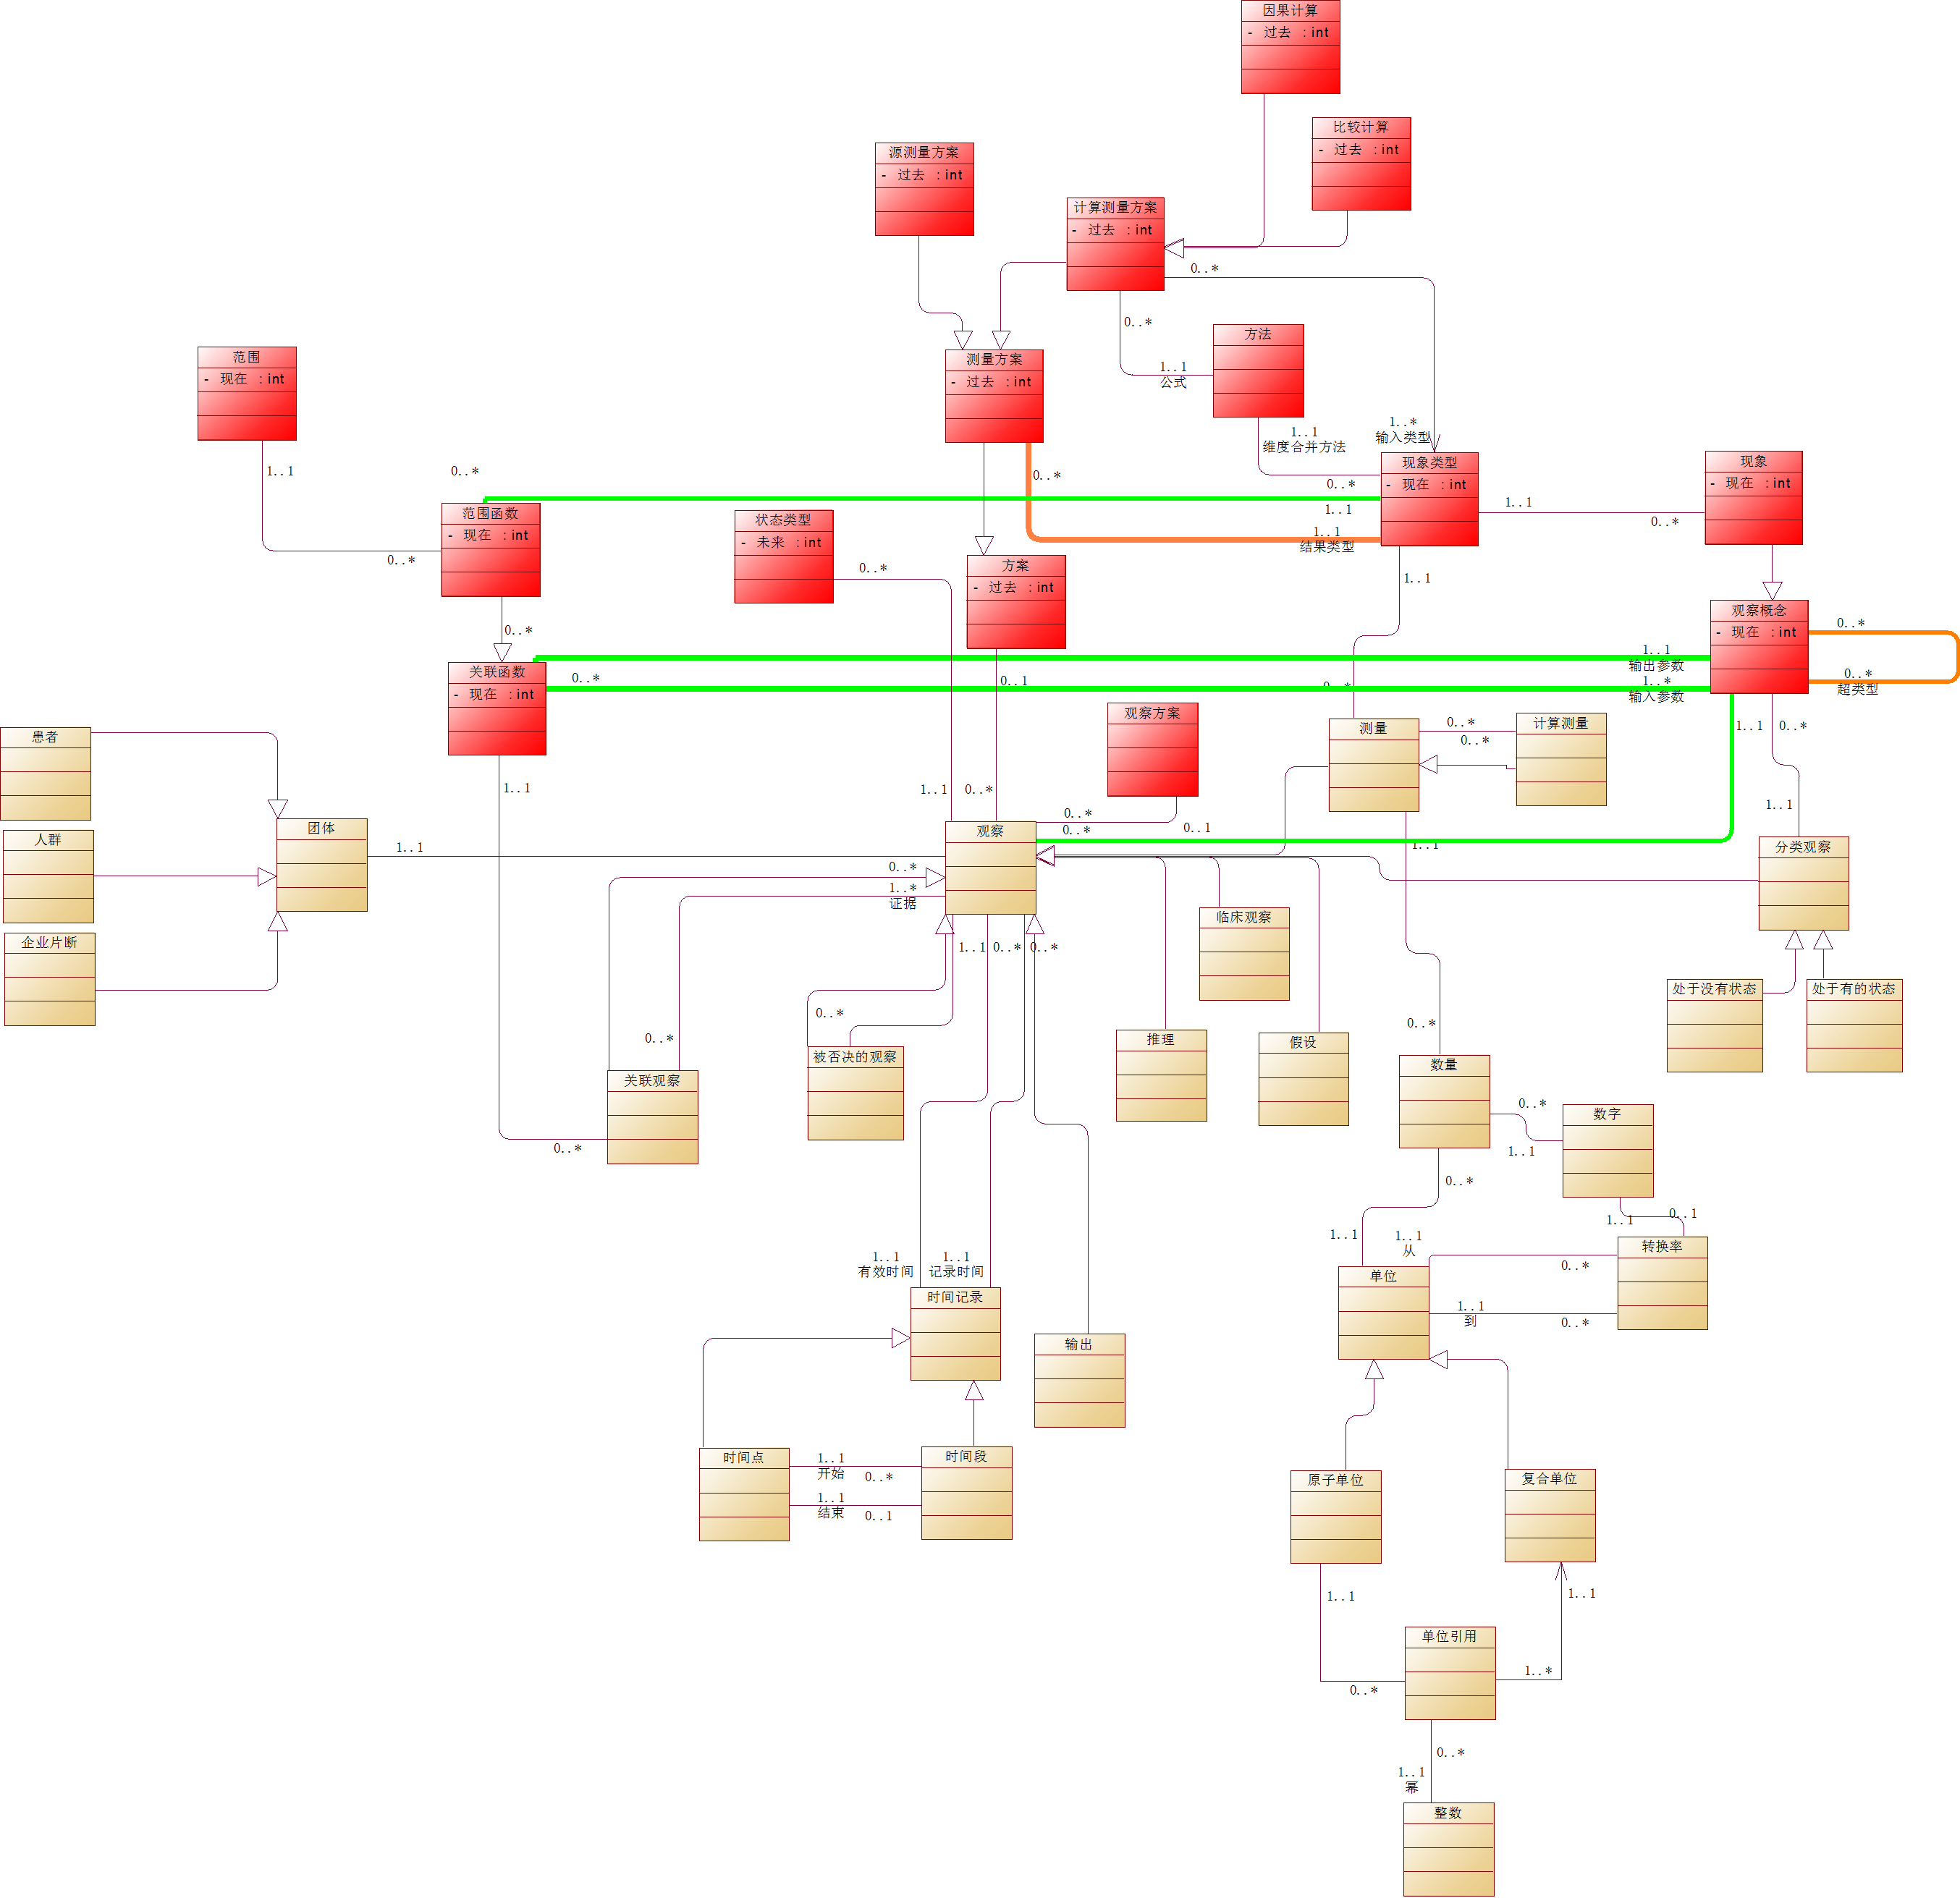 因果计算
- 过去 : int
比较计算
- 过去 : int
源测量方案
- 过去 : int
计算测量方案
- 过去 : int
0..*
0..*
方法
1..1
公式
测量方案
- 过去 : int
范围
- 现在 : int
1..*
输入类型
1..1
维度合并方法
现象类型
- 现在 : int
现象
- 现在 : int
1..1
0..*
0..*
0..*
1..1
1..1
0..*
范围函数
- 现在 : int
0..*
状态类型
- 未来 : int
1..1
结果类型
方案
- 过去 : int
0..*
1..1
观察概念
- 现在 : int
0..*
0..*
超类型
0..*
关联函数
- 现在 : int
0..*
0..1
1..1
输出参数
1..*
输入参数
患者
观察方案
测量
0..*
0..*
计算测量
1..1
0..*
1..1
1..1
0..*
0..*
0..*
0..1
1..1
团体
人群
观察
1..1
分类观察
0..*
1..*
证据
企业片断
临床观察
1..1
0..*
0..*
处于没有状态
处于有的状态
0..*
0..*
0..*
被否决的观察
推理
假设
数量
关联观察
0..*
数字
1..1
0..*
0..*
1..1
0..1
1..1
1..1
从
转换率
0..*
1..1
有效时间
1..1
记录时间
时间记录
单位
1..1
到
0..*
输出
时间点
时间段
1..1
开始
0..*
1..1
结束
0..1
原子单位
复合单位
1..1
1..1
单位引用
0..*
1..*
0..*
1..1
幂
整数